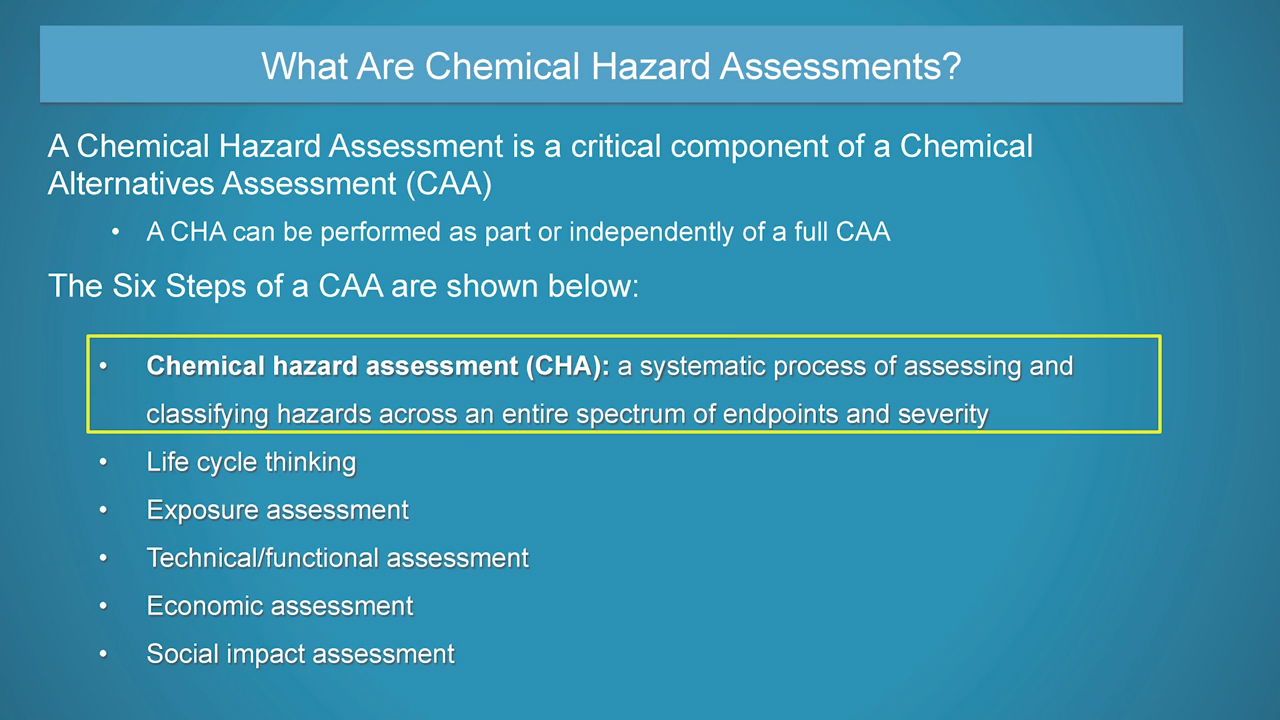 What Are Chemical Hazard Assessments?
A Chemical Hazard Assessment is a critical component of a Chemical
Alternatives Assessment (CAA)
• A CHA can be performed as part or independently of a full CAA
The Six Steps of a CAA are shown below:
• Chemical hazard assessment (CHA): a systematic process of assessing and
classifying hazards across an entire spectrum of endpoints and severity
• Life cycle thinking
• Exposure assessment
• Technical/functional assessment
• Economic assessment
• Social impact assessment